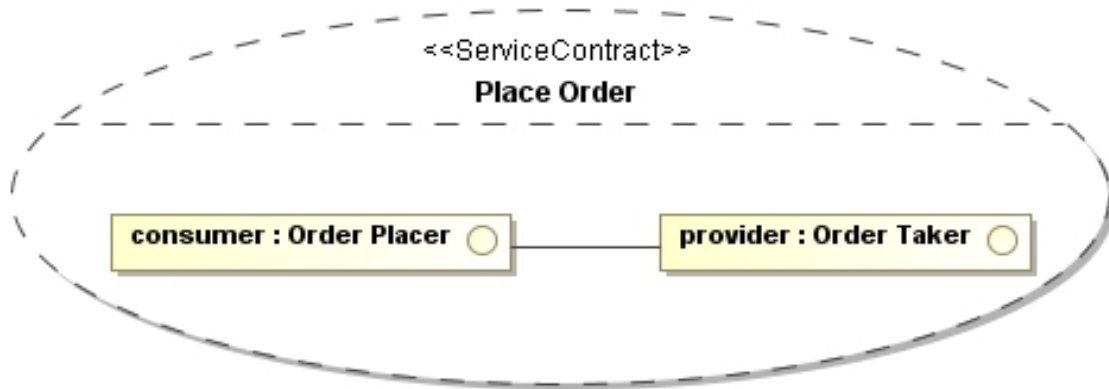 <<ServiceContract>>
Place Order
consumer : Order Placer
provider : Order Taker